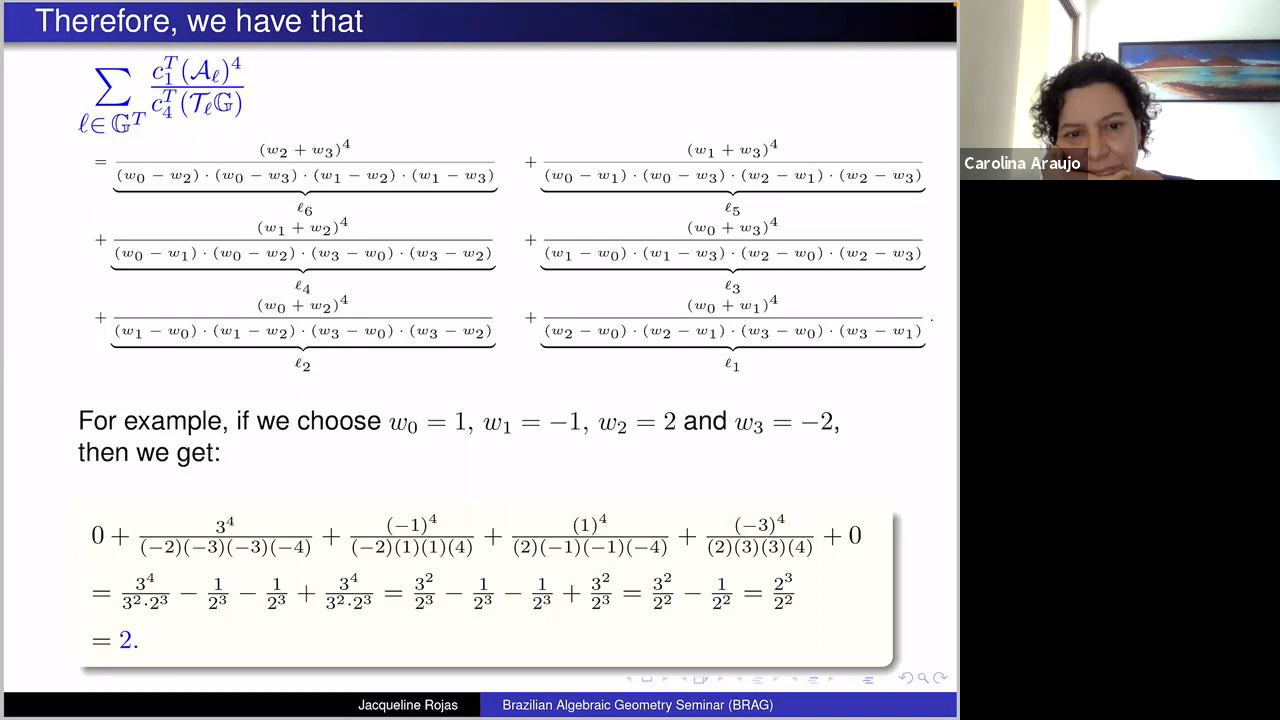 Therefore, we have that
∑_{ℓ∈𝔾^T} c_1^T(𝒜_ℓ)^4 / c_4^T(𝒯_ℓ𝔾)
= (w_2 + w_3)^4 / ((w_0 − w_2) · (w_0 − w_3) · (w_1 − w_2) · (w_1 − w_3)) ℓ_6 + (w_1 + w_3)^4 / ((w_0 − w_1) · (w_0 − w_3) · (w_2 − w_1) · (w_2 − w_3)) ℓ_5
+ (w_1 + w_2)^4 / ((w_0 − w_1) · (w_0 − w_2) · (w_3 − w_0) · (w_3 − w_2)) ℓ_4 + (w_0 + w_3)^4 / ((w_1 − w_0) · (w_1 − w_3) · (w_2 − w_0) · (w_2 − w_3)) ℓ_3
+ (w_0 + w_2)^4 / ((w_1 − w_0) · (w_1 − w_2) · (w_3 − w_0) · (w_3 − w_2)) ℓ_2 + (w_0 + w_1)^4 / ((w_2 − w_0) · (w_2 − w_1) · (w_3 − w_0) · (w_3 − w_1)) ℓ_1 .
For example, if we choose w_0 = 1, w_1 = −1, w_2 = 2 and w_3 = −2,
then we get:
0 + 3^4/((−2)(−3)(−3)(−4)) + (−1)^4/((−2)(1)(1)(4)) + (1)^4/((2)(−1)(−1)(−4)) + (−3)^4/((2)(3)(3)(4)) + 0
= 3^4/(3^2·2^3) − 1/2^3 − 1/2^3 + 3^4/(3^2·2^3) = 3^2/2^3 − 1/2^3 − 1/2^3 + 3^2/2^3 = 3^2/2^2 − 1/2^2 = 2^3/2^2
= 2.
Jacqueline Rojas
Brazilian Algebraic Geometry Seminar (BRAG)
Carolina Araujo